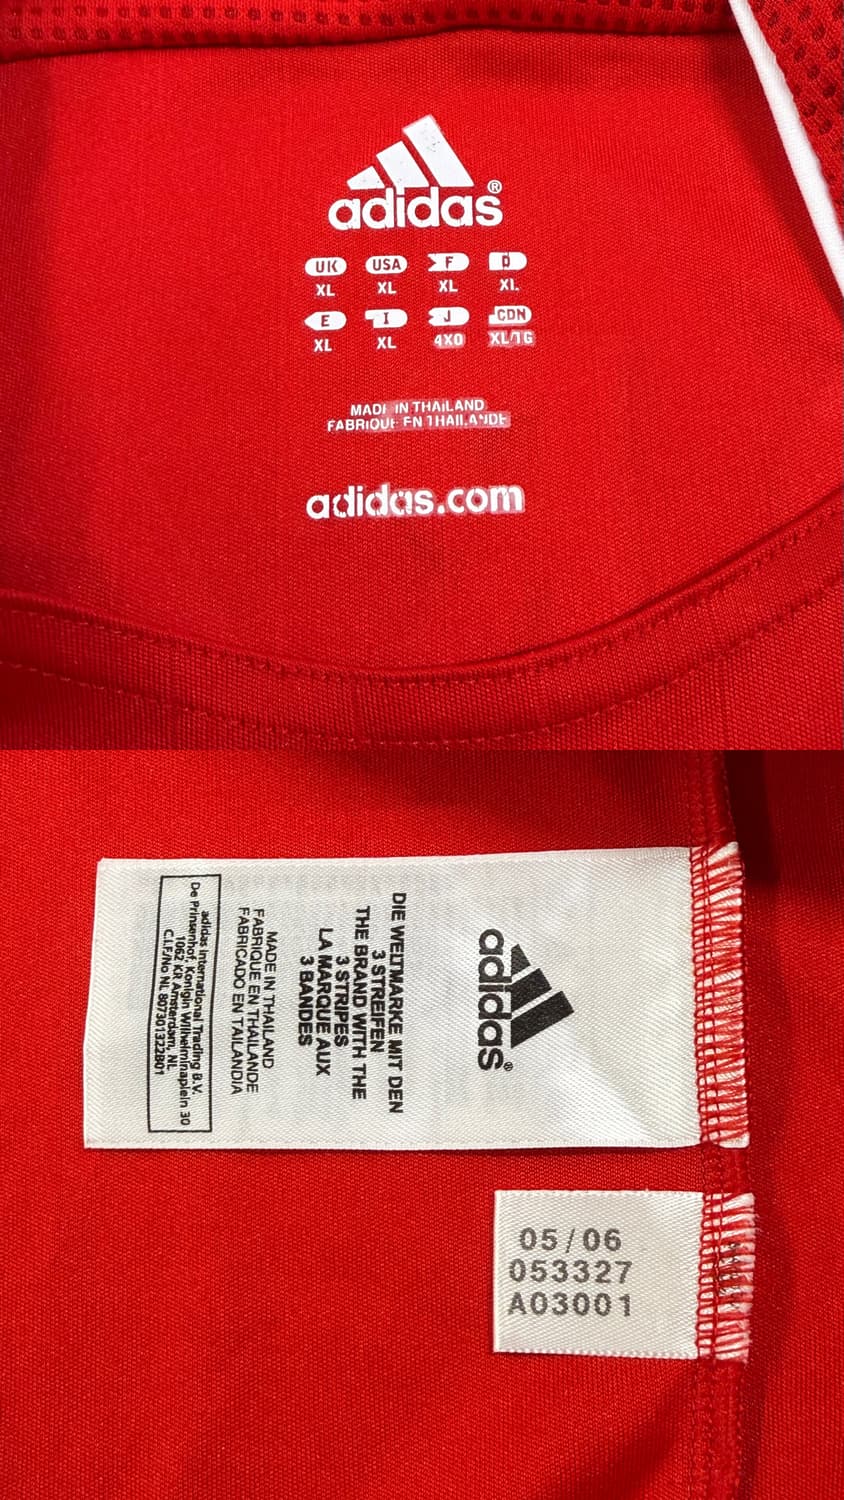 adidas®
UK USA F D
XL XL XL XL
E I J CDN
XL XL 4XO XL/TG
MADE IN THAILAND
FABRIQUE EN THAILANDE
adidas.com
adidas®
DIE WELTMARKE MIT DEN
3 STREIFEN
THE BRAND WITH THE
3 STRIPES
LA MARQUE AUX
3 BANDES
MADE IN THAILAND
FABRIQUE EN THAILANDE
FABRICADO EN TAILANDIA
adidas International Trading B.V.
De Prinsenhof, Konigin Wilhelminaplein 30
1062 KR Amsterdam, NL
C.I.F/No NL 807301322B01
05/06
053327
A03001